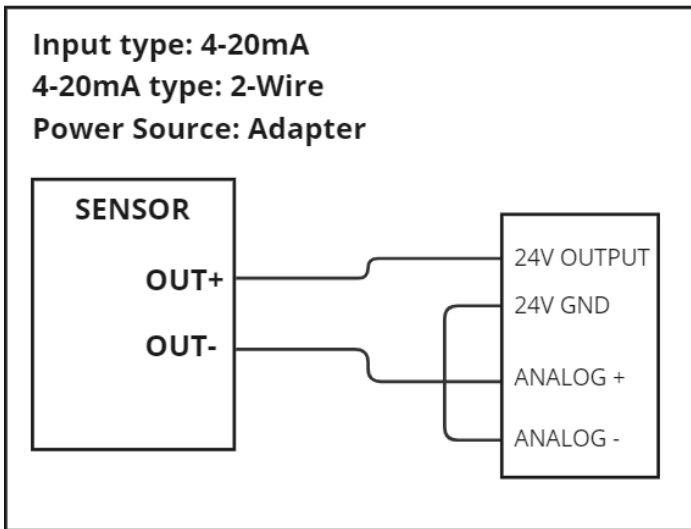 Input type: 4-20mA
4-20mA type: 2-Wire
Power Source: Adapter
SENSOR
OUT+
OUT-
24V OUTPUT
24V GND
ANALOG +
ANALOG -